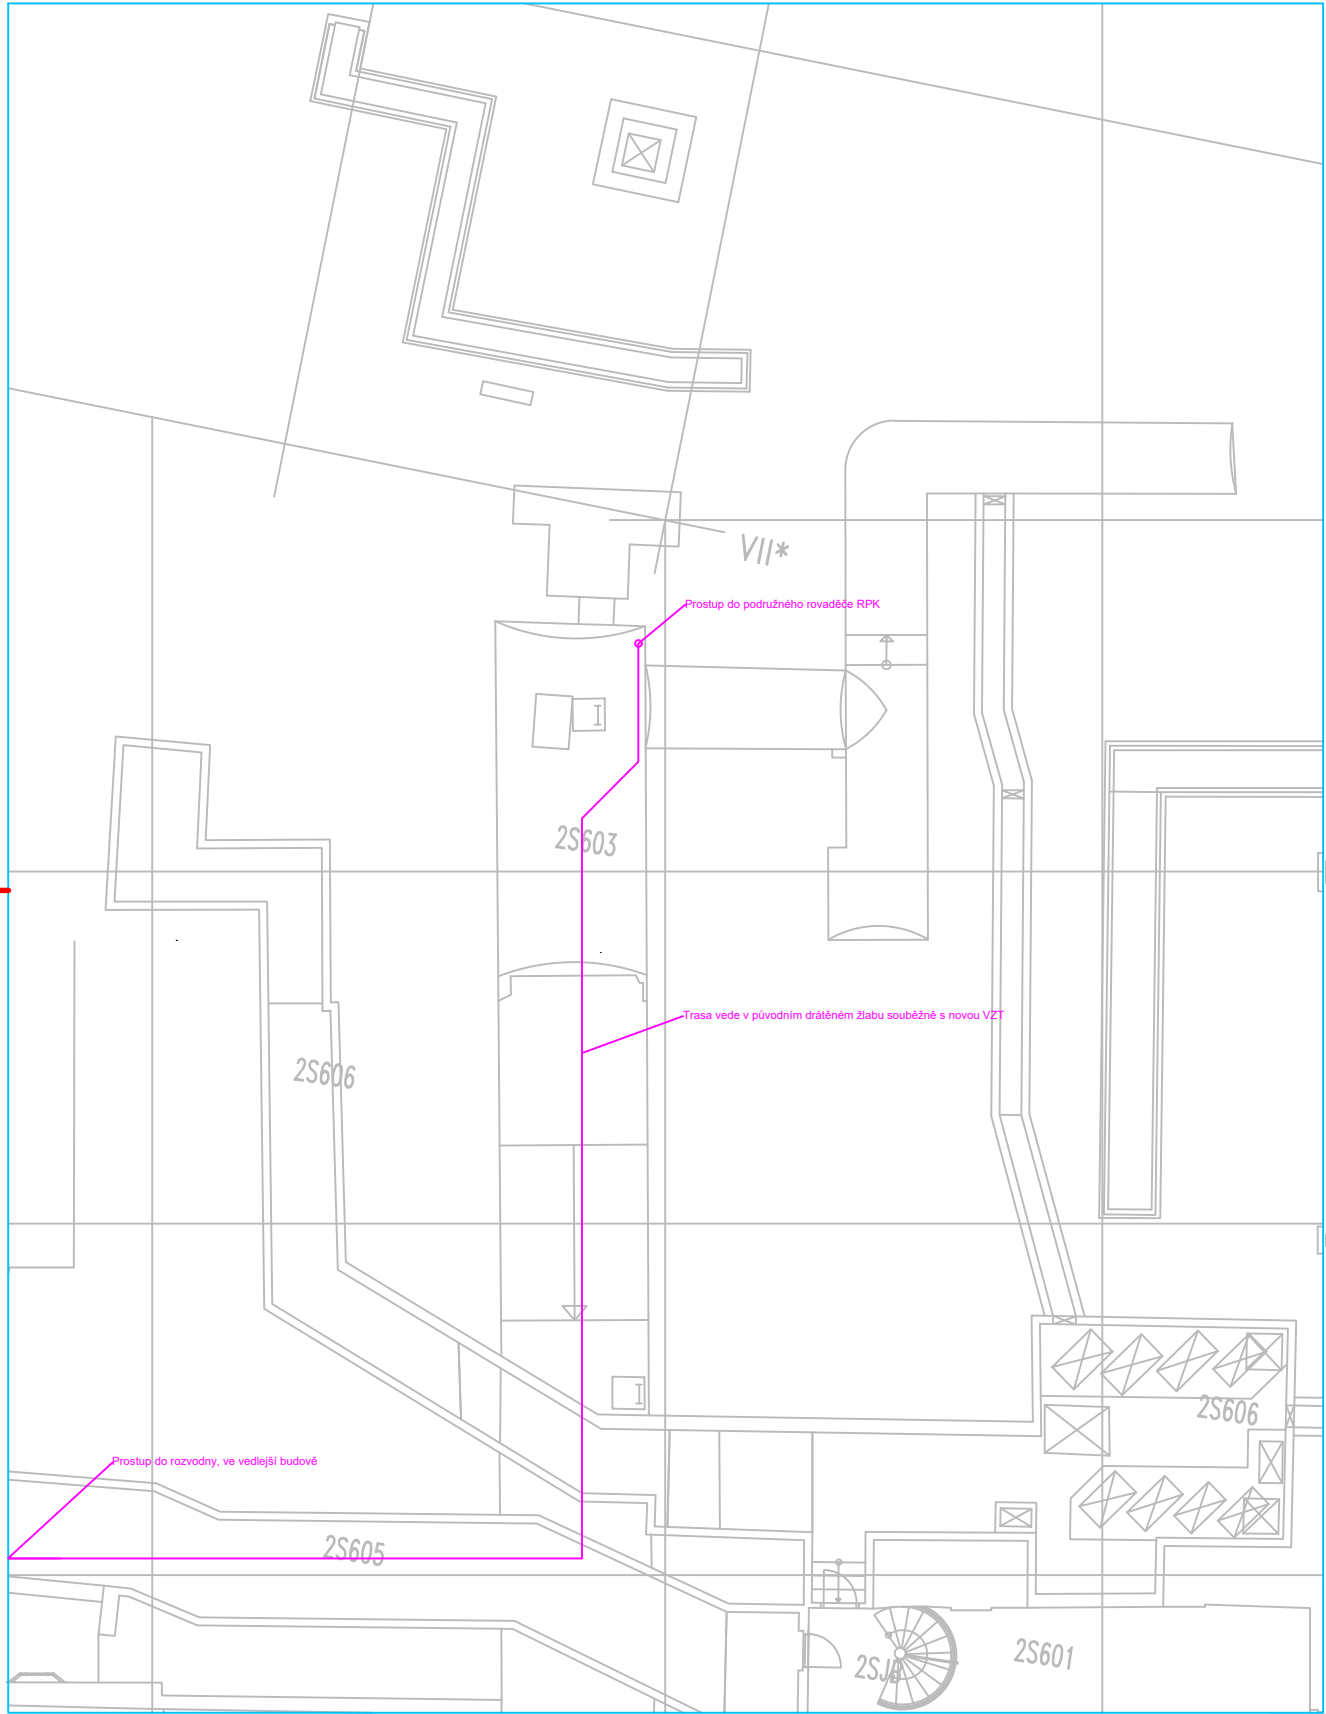 VII*
Prostup do podružného rovaděče RPK
2S603
Trasa vede v původním drátěném žlabu souběžně s novou VZT
2S606
2S606
Prostup do rozvodny, ve vedlejší budově
2S605
2S601